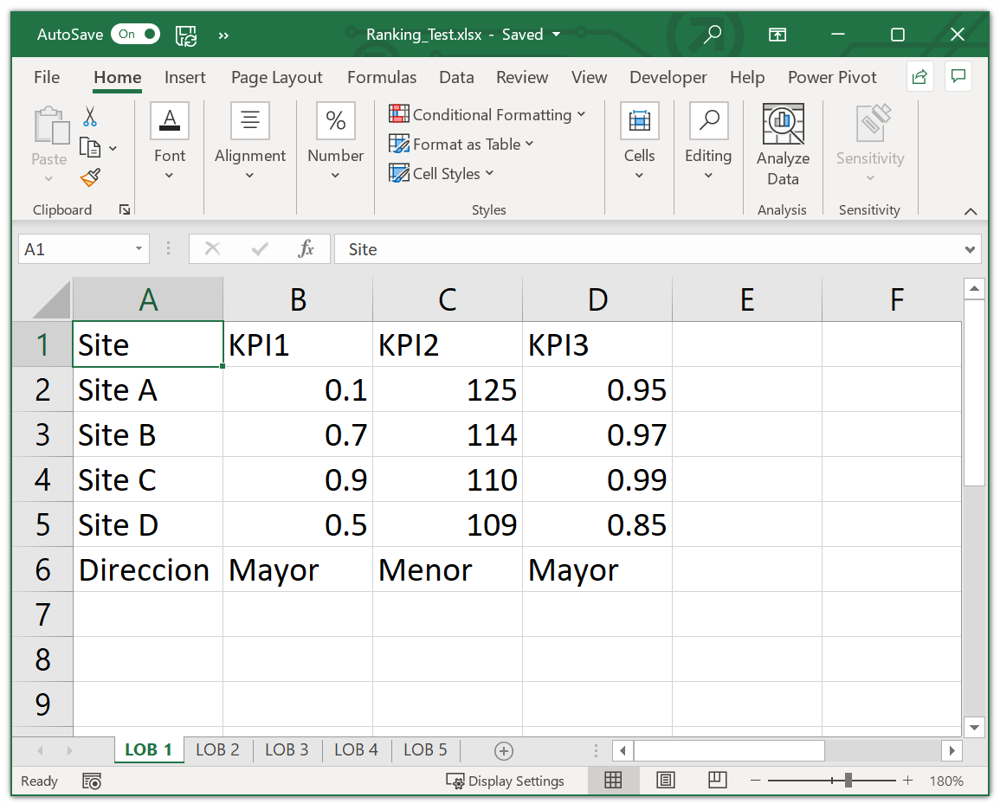 AutoSave On Ranking_Test.xlsx - Saved
File Home Insert Page Layout Formulas Data Review View Developer Help Power Pivot
Paste
Clipboard
A
Font
Alignment
%
Number
Conditional Formatting
Format as Table
Cell Styles
Styles
Cells
Editing
Analyze
Data
Analysis
Sensitivity
Sensitivity
A1 fx Site
A B C D E F
1 Site KPI1 KPI2 KPI3
2 Site A 0.1 125 0.95
3 Site B 0.7 114 0.97
4 Site C 0.9 110 0.99
5 Site D 0.5 109 0.85
6 Direccion Mayor Menor Mayor
7
8
9
LOB 1 LOB 2 LOB 3 LOB 4 LOB 5
Ready Display Settings 180%